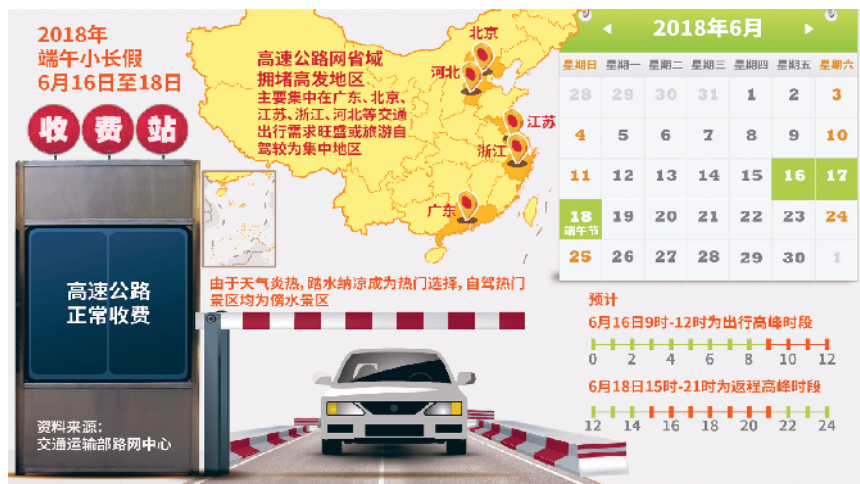 2018年
端午小长假
6月16日至18日
收费站
高速公路
正常收费
资料来源：
交通运输部路网中心
高速公路网省域
拥堵高发地区
主要集中在广东、北京、
江苏、浙江、河北等交通
出行需求旺盛或旅游自
驾较为集中地区
北京
河北
江苏
浙江
广东
由于天气炎热，踏水纳凉成为热门选择，自驾热门
景区均为傍水景区
2018年6月
星期日 星期一 星期二 星期三 星期四 星期五 星期六
28 29 30 31 1 2 3
4 5 6 7 8 9 10
11 12 13 14 15 16 17
18 19 20 21 22 23 24
端午节
25 26 27 28 29 30 1
预计
6月16日9时-12时为出行高峰时段
0 2 4 6 8 10 12
6月18日15时-21时为返程高峰时段
12 14 16 18 20 22 24